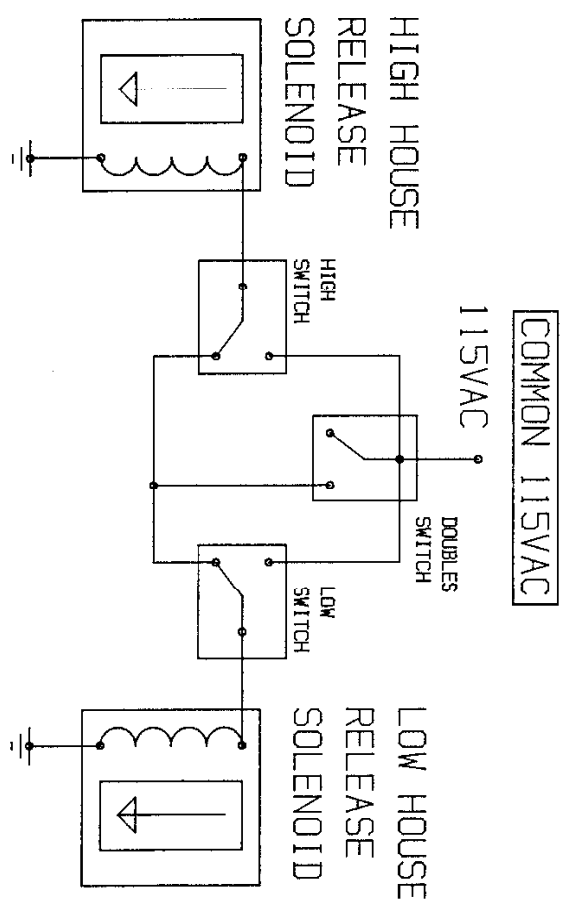 COMMON 115VAC
115VAC
HIGH HOUSE
RELEASE
SOLENOID
HIGH
SWITCH
DOUBLES
SWITCH
LOW
SWITCH
LOW HOUSE
RELEASE
SOLENOID